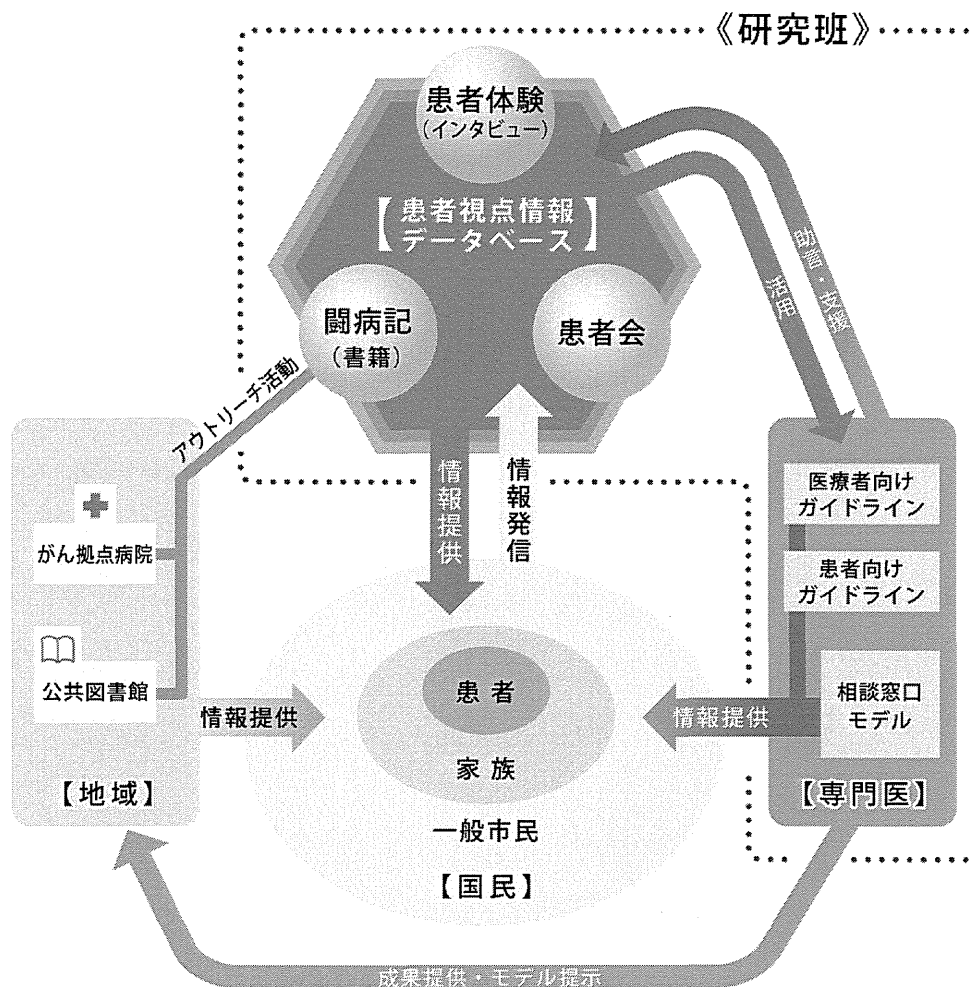 《研究班》
患者体験
(インタビュー)
【患者視点情報
データベース】
闘病記
(書籍)
患者会
助言・支援
活用
アウトリーチ活動
情報提供
情報発信
がん拠点病院
公共図書館
【地域】
情報提供
患者
家族
一般市民
【国民】
情報提供
医療者向け
ガイドライン
患者向け
ガイドライン
相談窓口
モデル
【専門医】
成果提供・モデル提示